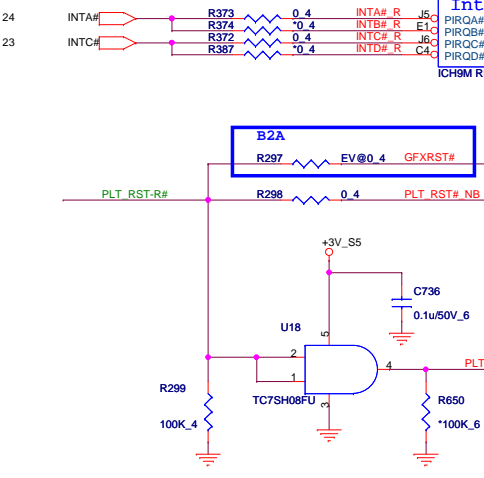 Int
24 INTA# R373 0_4 INTA#_R J5 PIRQA#
R374 *0_4 INTB#_R E1 PIRQB#
23 INTC# R372 0_4 INTC#_R J6 PIRQC#
R387 *0_4 INTD#_R C4 PIRQD#
ICH9M R
B2A
R297 EV@0_4 GFXRST#
PLT_RST-R# R298 0_4 PLT_RST#_NB
+3V_S5
C736
0.1u/50V_6
U18
5
2
1
4
PLT
TC7SH08FU
3
R299
100K_4
R650
*100K_6